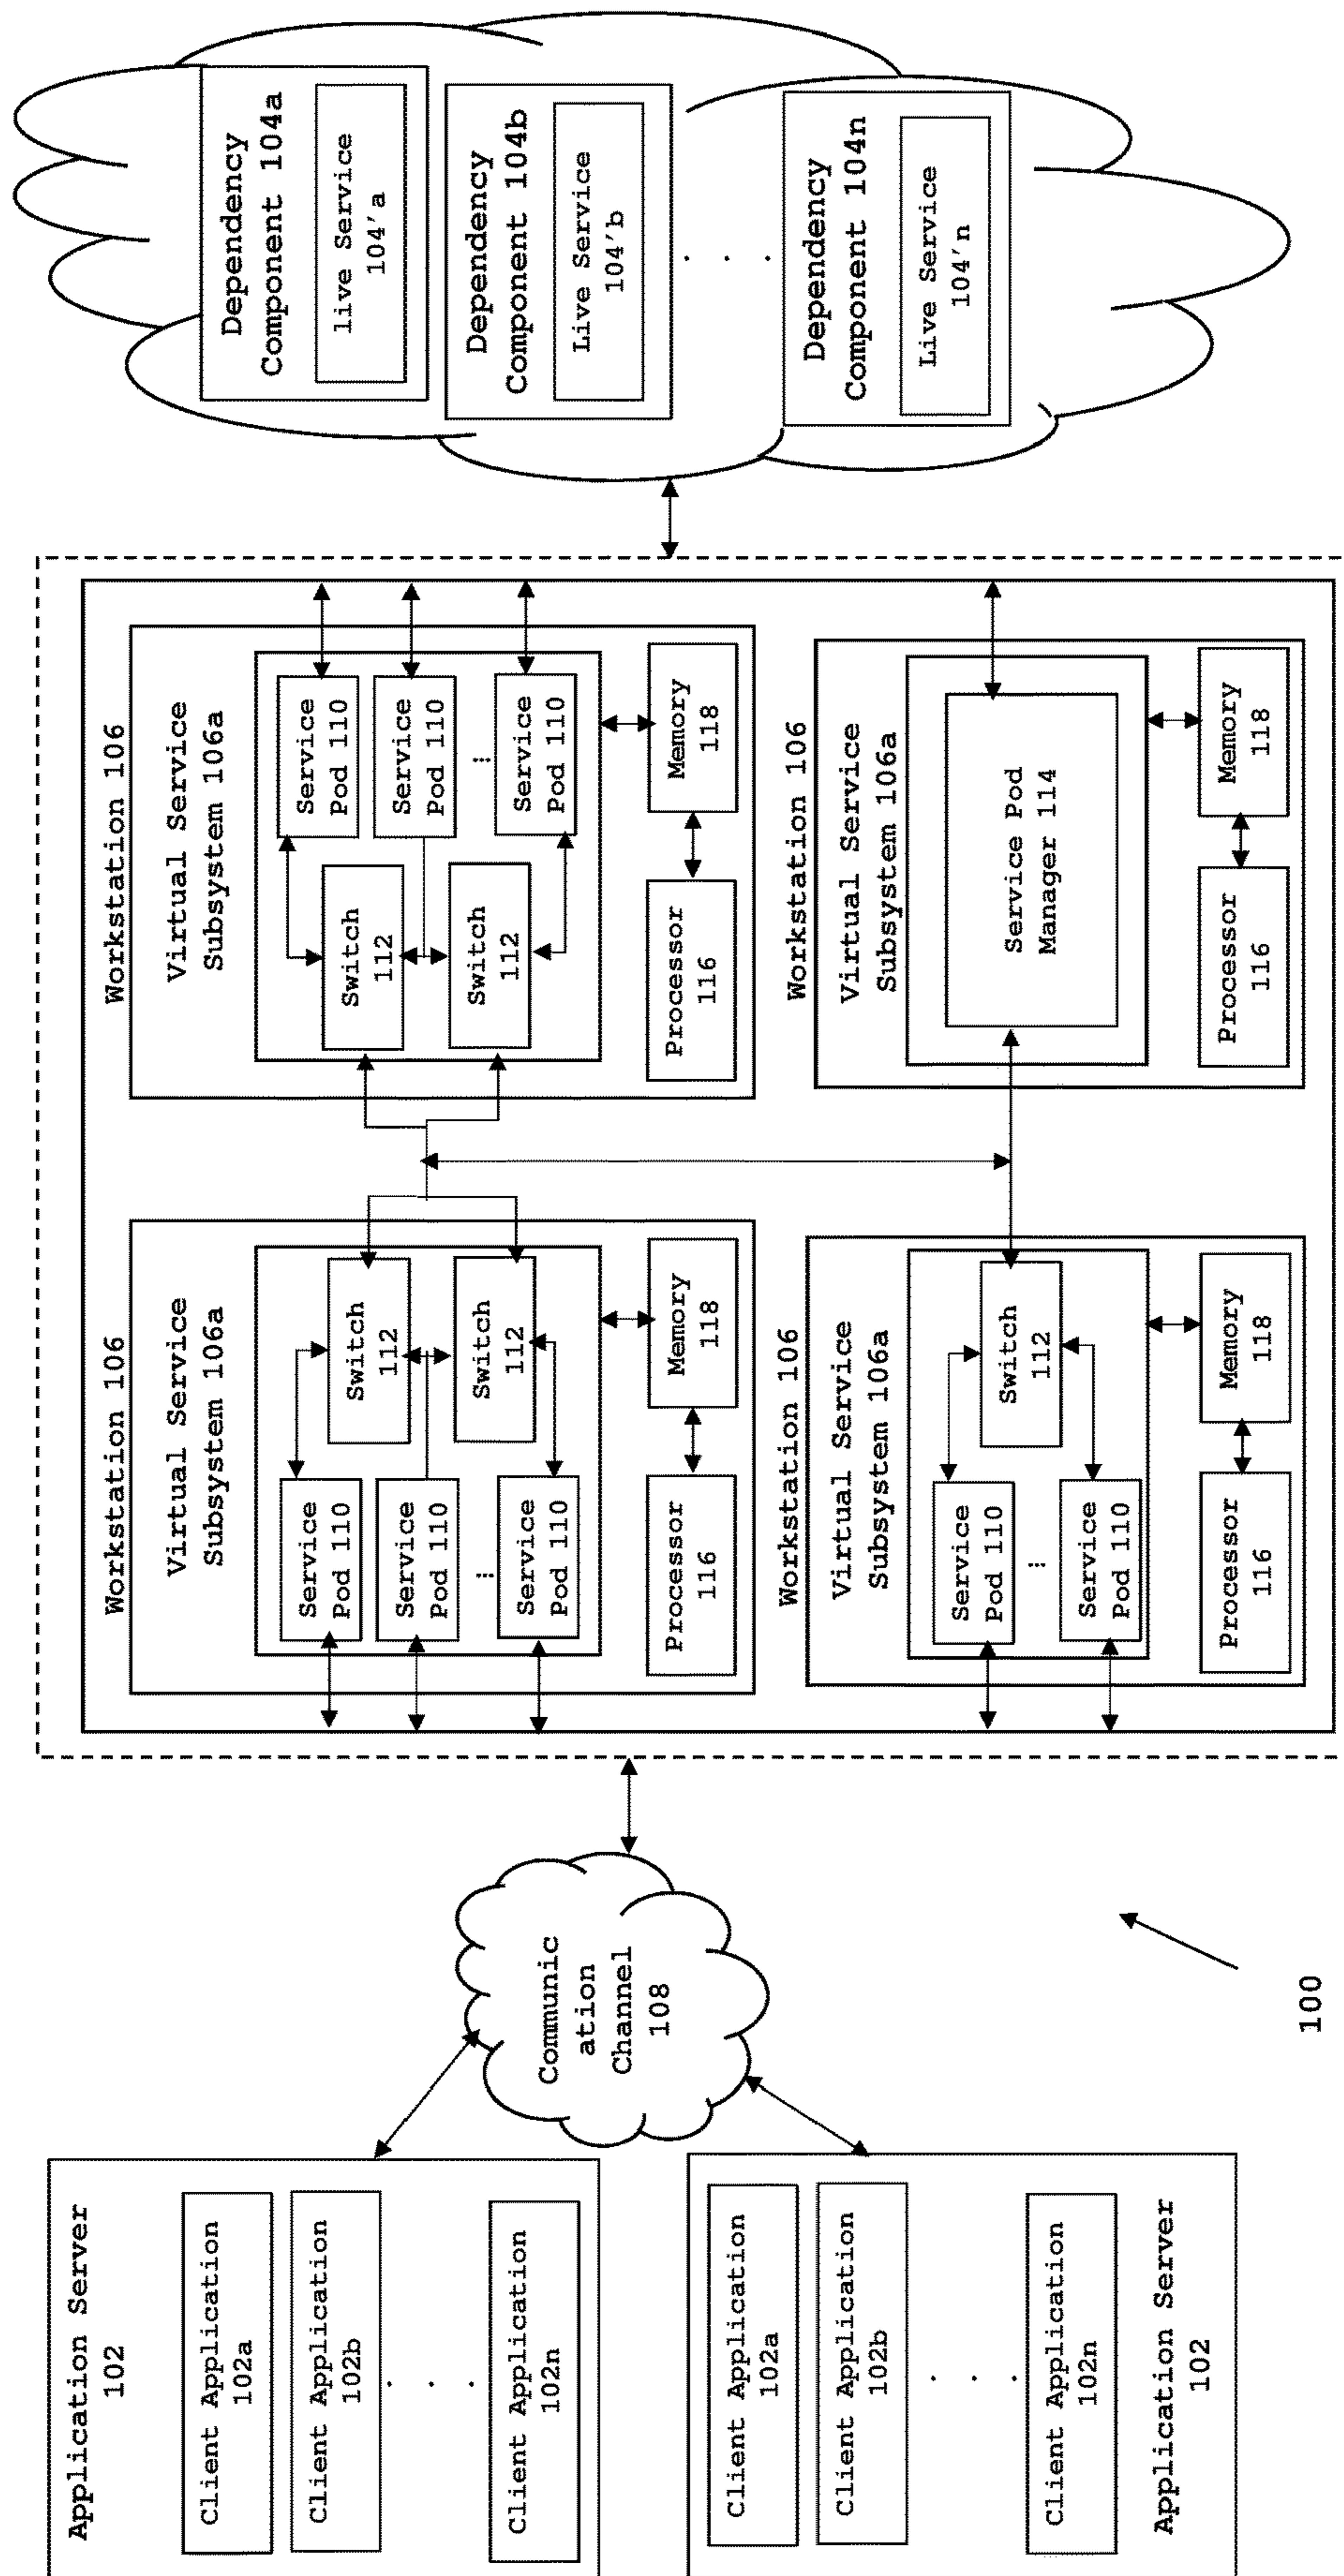 Application Server
102
Client Application
102a
Client Application
102b
. . .
Client Application
102n
Client Application
102a
Client Application
102b
. . .
Client Application
102n
Application Server
102
Communic
ation
Channel
108
100
Workstation 106
Virtual Service
Subsystem 106a
Service
Pod 110
Service
Pod 110
...
Service
Pod 110
Switch
112
Switch
112
Processor
116
Memory
118
Workstation 106
Virtual Service
Subsystem 106a
Service
Pod 110
...
Service
Pod 110
Switch
112
Processor
116
Memory
118
Workstation 106
Virtual Service
Subsystem 106a
Switch
112
Switch
112
Service
Pod 110
Service
Pod 110
...
Service
Pod 110
Processor
116
Memory
118
Workstation 106
Virtual Service
Subsystem 106a
Service Pod
Manager 114
Processor
116
Memory
118
Dependency
Component 104a
live Service
104'a
Dependency
Component 104b
Live Service
104'b
. . .
Dependency
Component 104n
Live Service
104'n